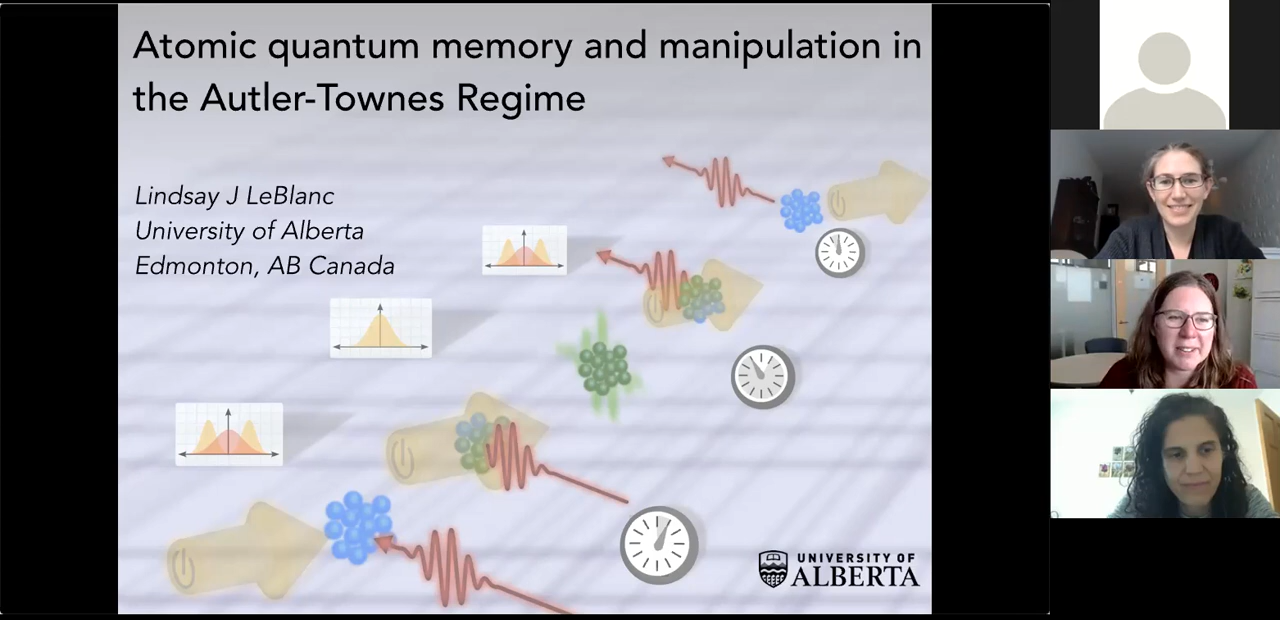 Atomic quantum memory and manipulation in
the Autler-Townes Regime
Lindsay J LeBlanc
University of Alberta
Edmonton, AB Canada
UNIVERSITY OF
ALBERTA